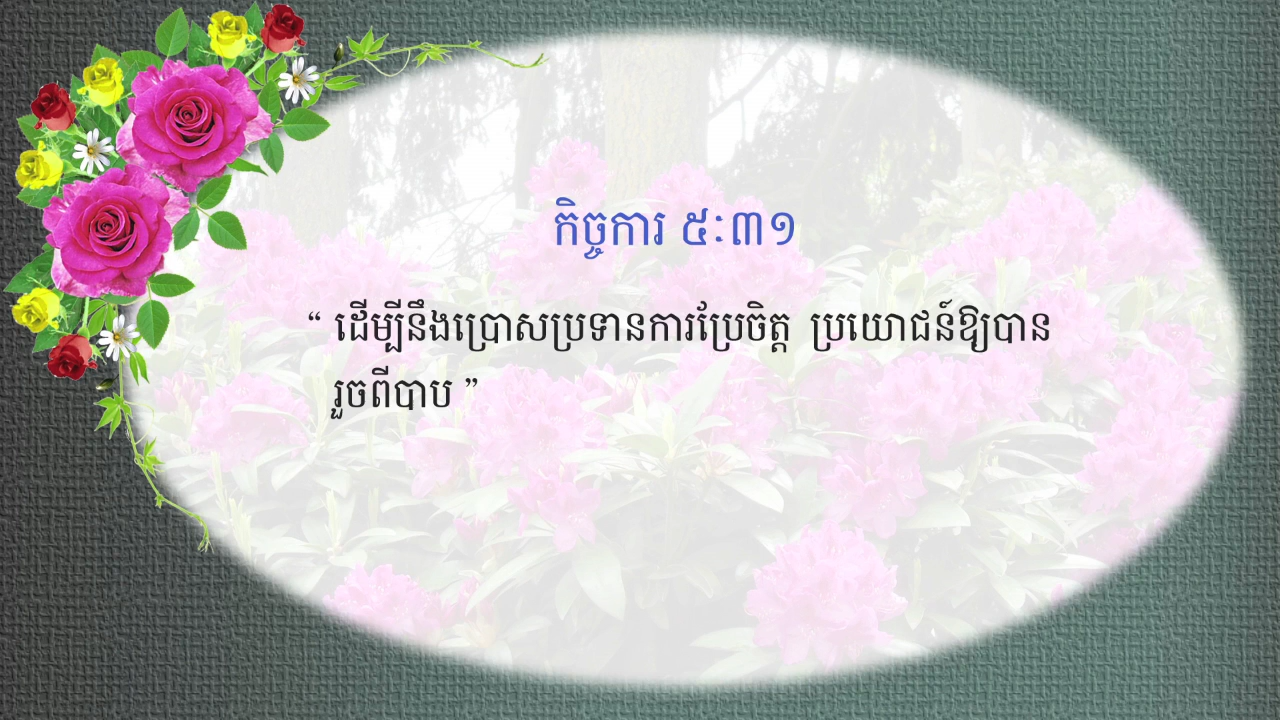 កិច្ចការ ៥:៣១
“ ដើម្បីនឹងប្រោសប្រទានការប្រែចិត្ត ប្រយោជន៍ឱ្យបាន
រួចពីបាប ”